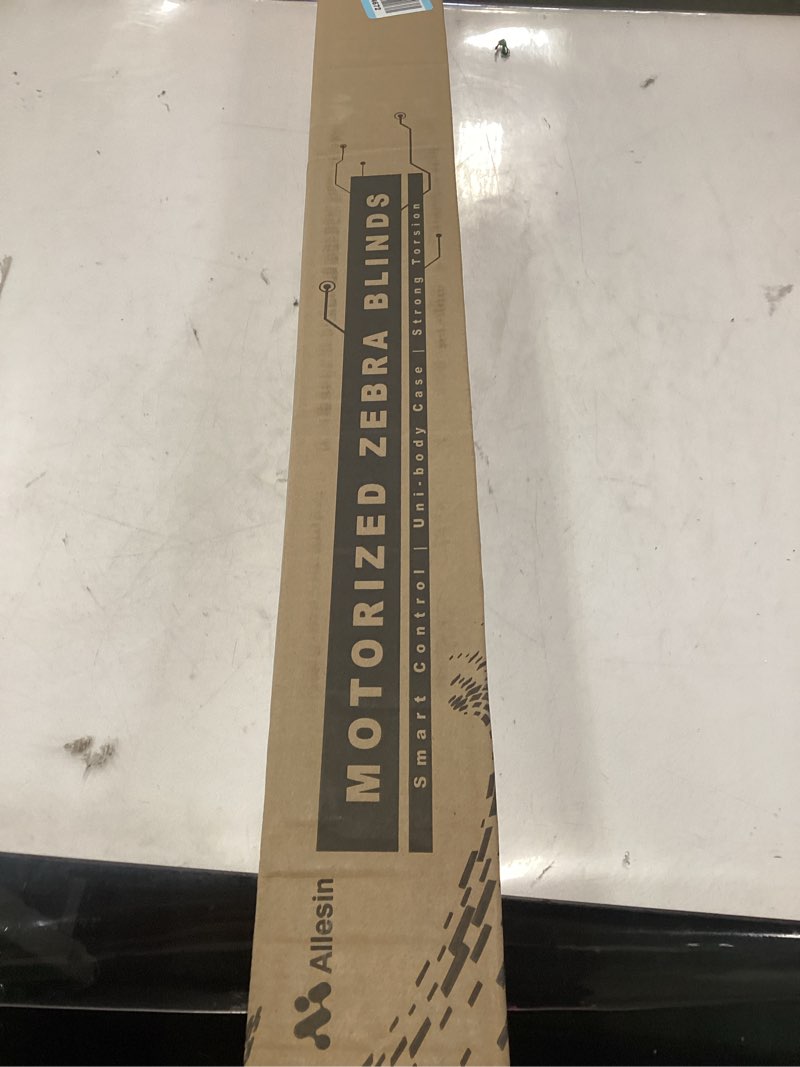 MOTORIZED ZEBRA BLINDS
Smart Control | Uni-body Case | Strong Torsion
Allesin